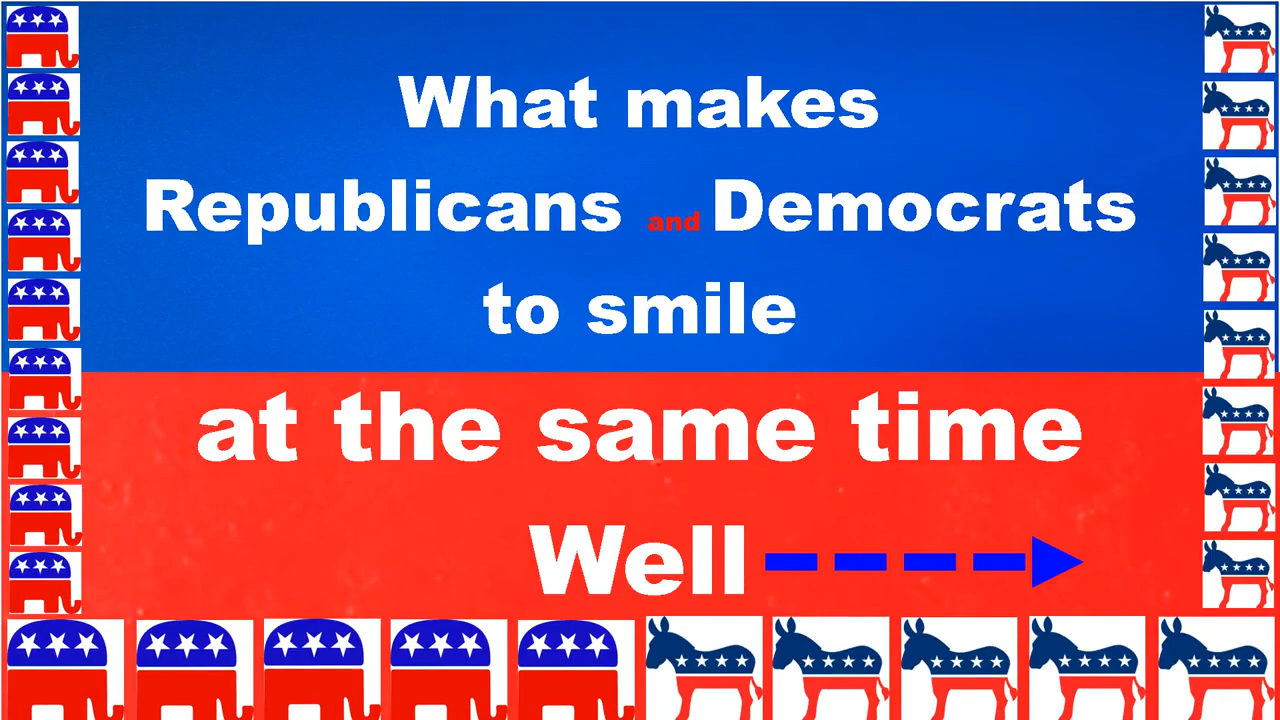 What makes
Republicans and Democrats
to smile
at the same time
Well